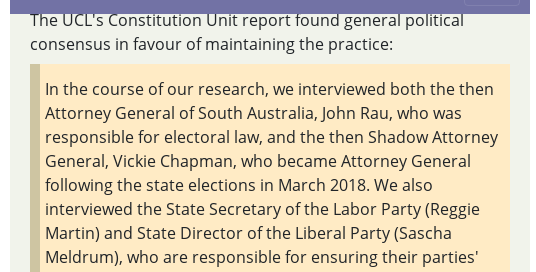 The UCL's Constitution Unit report found general political
consensus in favour of maintaining the practice:
In the course of our research, we interviewed both the then
Attorney General of South Australia, John Rau, who was
responsible for electoral law, and the then Shadow Attorney
General, Vickie Chapman, who became Attorney General
following the state elections in March 2018. We also
interviewed the State Secretary of the Labor Party (Reggie
Martin) and State Director of the Liberal Party (Sascha
Meldrum), who are responsible for ensuring their parties'